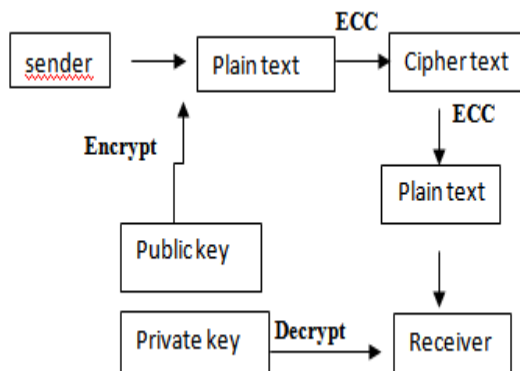 ECC
sender
Plain text
Cipher text
ECC
Encrypt
Plain text
Public key
Private key
Decrypt
Receiver